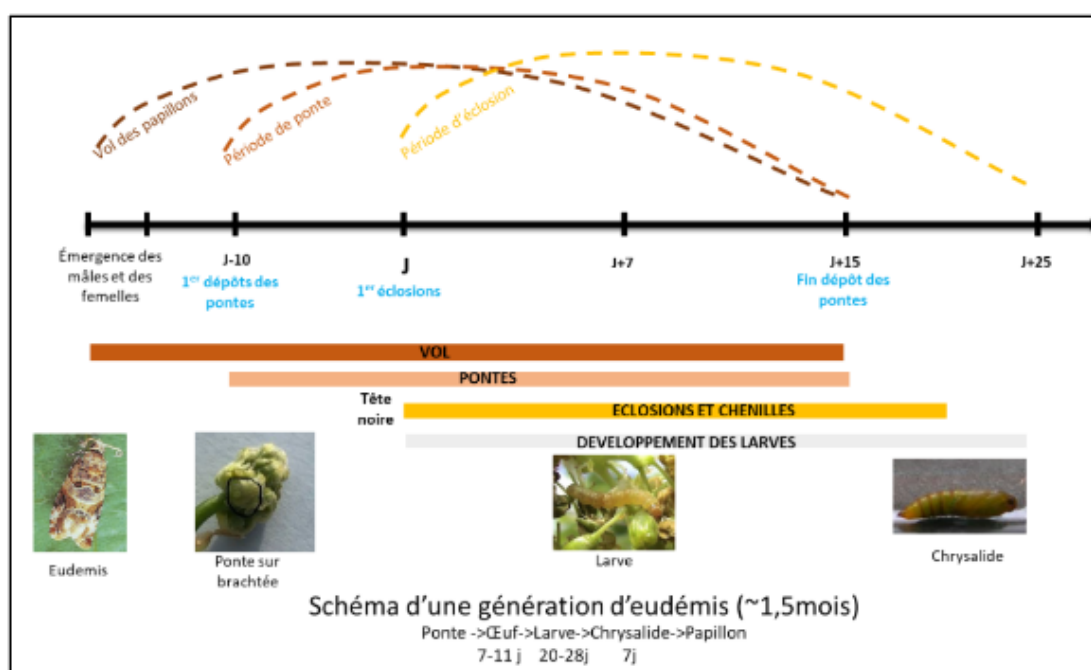 Vol des papillons
Période de ponte
Période d'éclosion
Émergence des
mâles et des
femelles
J-10
1er dépôts des
pontes
J
1er éclosions
J+7
J+15
Fin dépôt des
pontes
J+25
VOL
PONTES
Tête
noire
ECLOSIONS ET CHENILLES
DEVELOPPEMENT DES LARVES
Eudemis
Ponte sur
brachtée
Larve
Chrysalide
Schéma d'une génération d'eudémis (~1,5mois)
Ponte ->Œuf->Larve->Chrysalide->Papillon
7-11 j 20-28j 7j